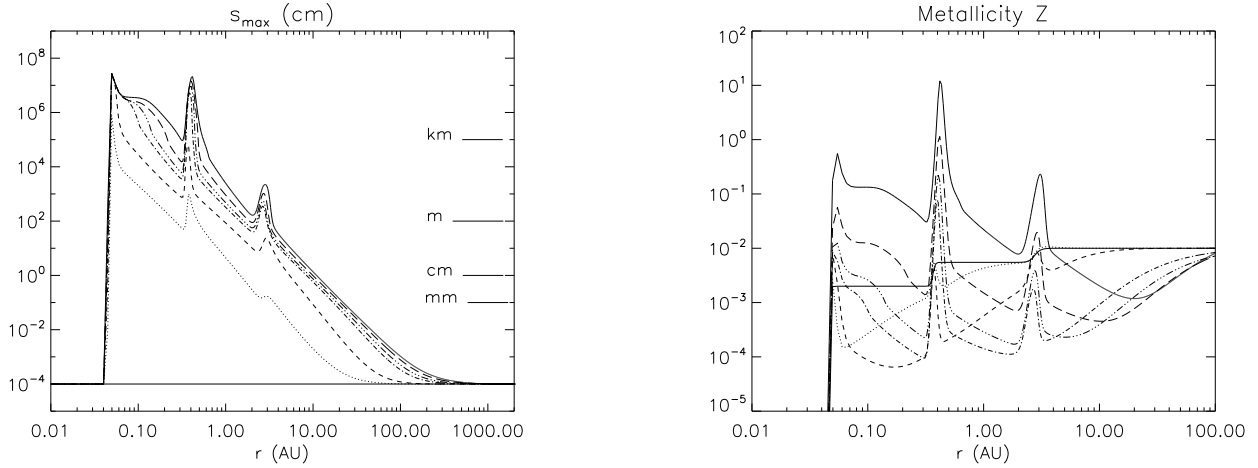 s_max (cm)
10^8
10^6
10^4
10^2
10^0
10^-2
10^-4
km
m
cm
mm
0.01 0.10 1.00 10.00 100.00 1000.00
r (AU)
Metallicity Z
10^2
10^1
10^0
10^-1
10^-2
10^-3
10^-4
10^-5
0.01 0.10 1.00 10.00 100.00
r (AU)